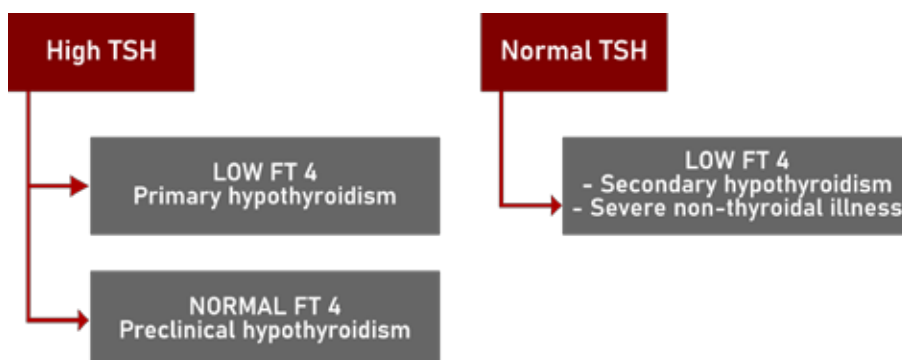 High TSH
LOW FT 4
Primary hypothyroidism
NORMAL FT 4
Preclinical hypothyroidism
Normal TSH
LOW FT 4
- Secondary hypothyroidism
- Severe non-thyroidal illness